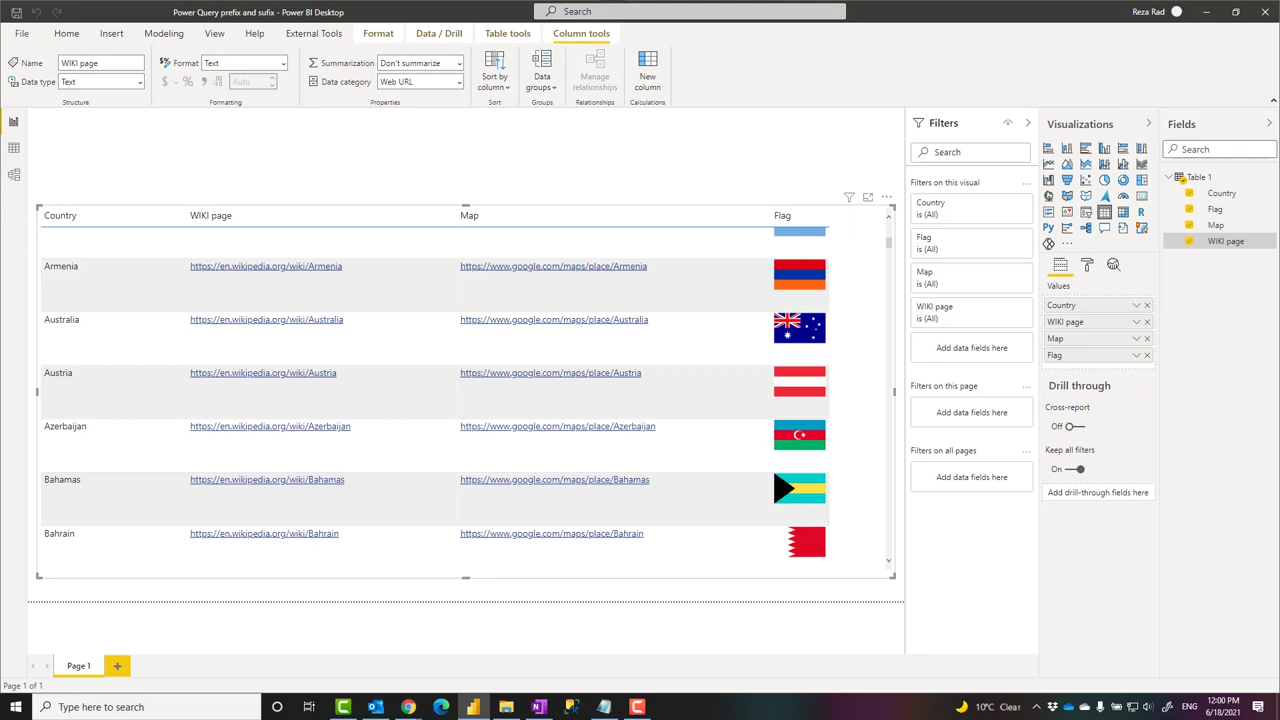 Power Query prefix and sufix - Power BI Desktop
Search
Reza Rad
File Home Insert Modeling View Help External Tools Format Data / Drill Table tools Column tools
Name WIKI page
Data type Text
Structure
Format Text
$ % Auto
Formatting
Summarization Don't summarize
Data category Web URL
Properties
Sort by column
Sort
Data groups
Groups
Manage relationships
Relationships
New column
Calculations
Country WIKI page Map Flag
Armenia https://en.wikipedia.org/wiki/Armenia https://www.google.com/maps/place/Armenia
Australia https://en.wikipedia.org/wiki/Australia https://www.google.com/maps/place/Australia
Austria https://en.wikipedia.org/wiki/Austria https://www.google.com/maps/place/Austria
Azerbaijan https://en.wikipedia.org/wiki/Azerbaijan https://www.google.com/maps/place/Azerbaijan
Bahamas https://en.wikipedia.org/wiki/Bahamas https://www.google.com/maps/place/Bahamas
Bahrain https://en.wikipedia.org/wiki/Bahrain https://www.google.com/maps/place/Bahrain
Filters
Search
Filters on this visual
Country
is (All)
Flag
is (All)
Map
is (All)
WIKI page
is (All)
Add data fields here
Filters on this page
Add data fields here
Filters on all pages
Add data fields here
Visualizations
R
Py
Values
Country
WIKI page
Map
Flag
Drill through
Cross-report
Off
Keep all filters
On
Add drill-through fields here
Fields
Search
Table 1
Country
Flag
Map
WIKI page
Page 1
Page 1 of 1
Type here to search
10°C Clear
ENG
12:00 PM
6/18/2021